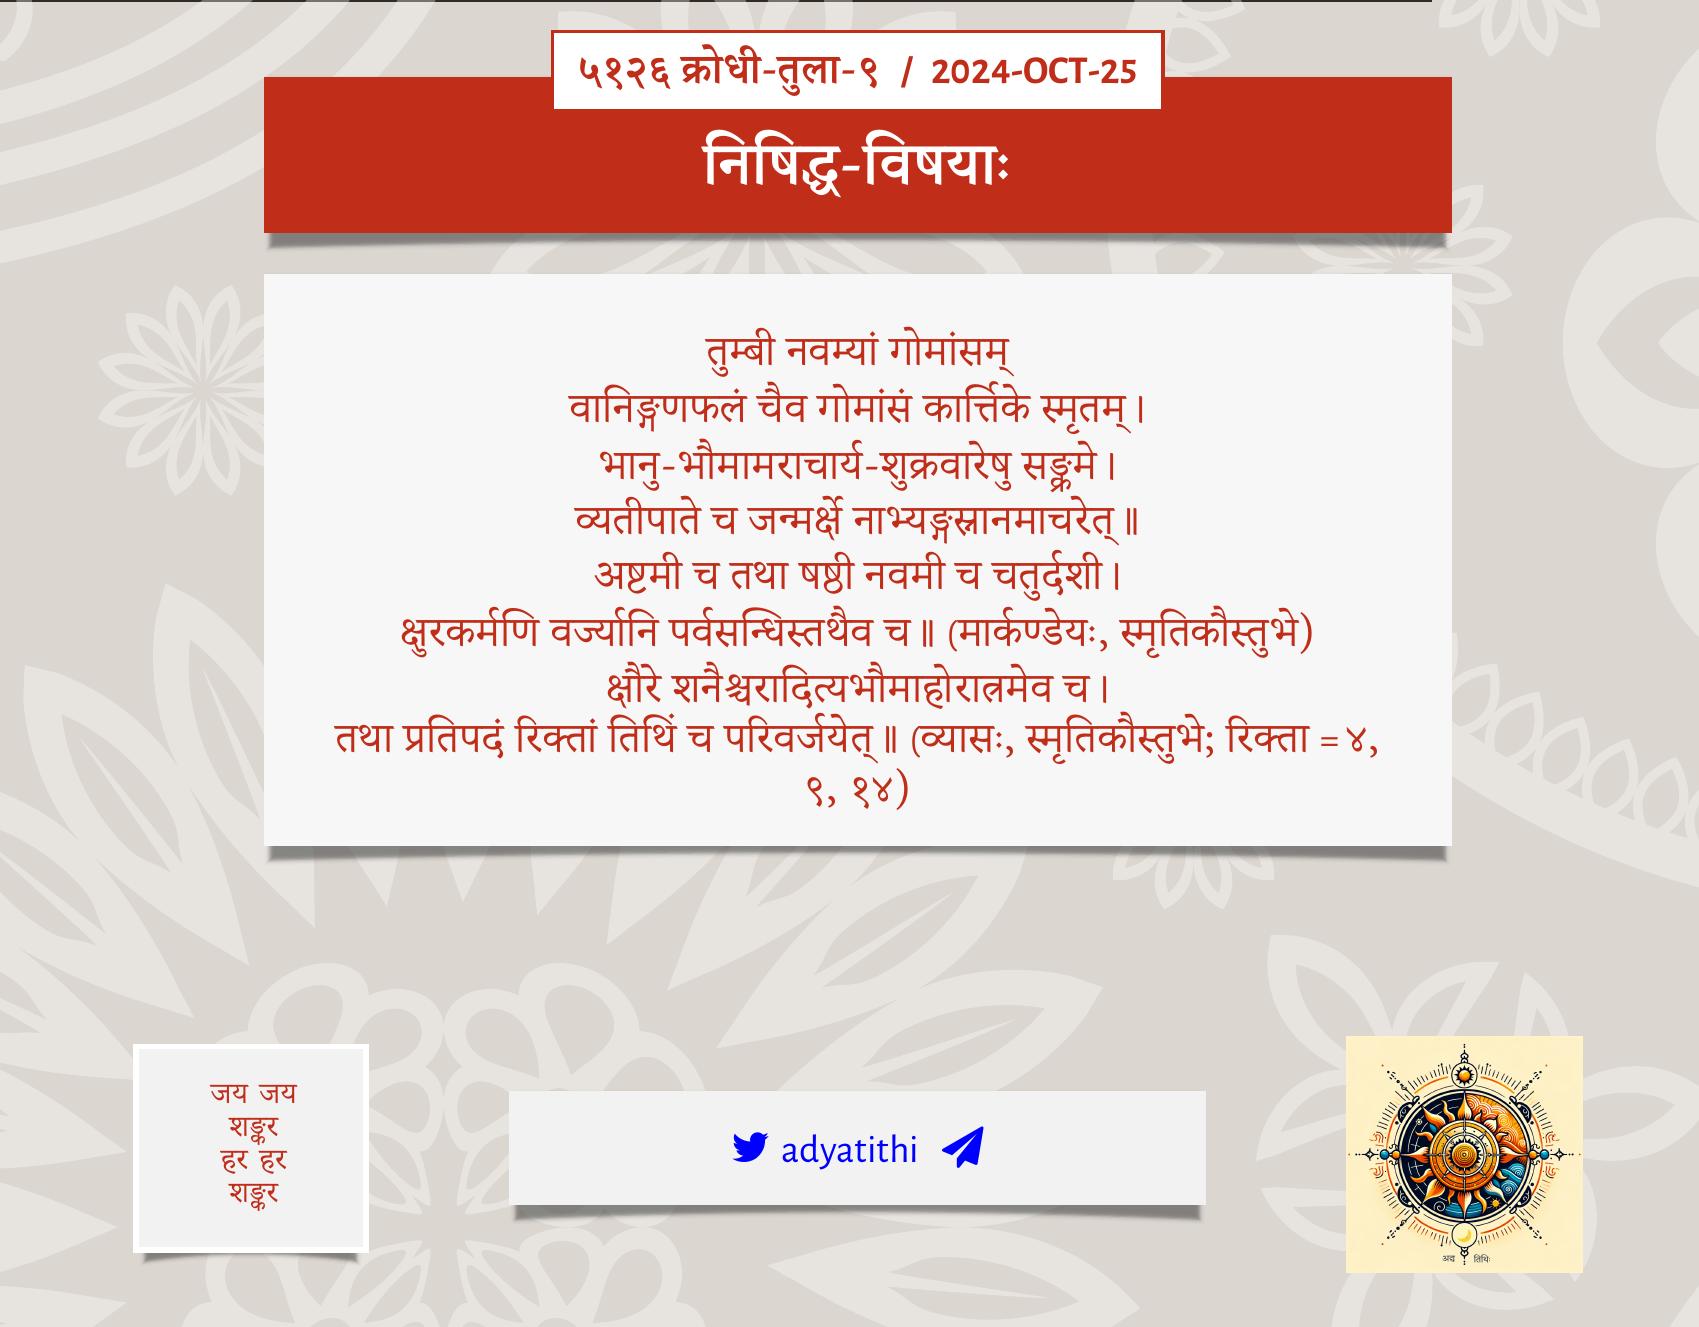 ५१२६ क्रोधी-तुला-९ / 2024-OCT-25
निषिद्ध-विषयाः
तुम्बी नवम्यां गोमांसम्
वानिङ्गणफलं चैव गोमांसं कार्त्तिके स्मृतम्।
भानु-भौमामराचार्य-शुक्रवारेषु सङ्क्रमे।
व्यतीपाते च जन्मर्क्षे नाभ्यङ्गस्नानमाचरेत्॥
अष्टमी च तथा षष्ठी नवमी च चतुर्दशी।
क्षुरकर्मणि वर्ज्यानि पर्वसन्धिस्तथैव च॥ (मार्कण्डेयः, स्मृतिकौस्तुभे)
क्षौरे शनैश्चरादित्यभौमाहोरात्रमेव च।
तथा प्रतिपदं रिक्तां तिथिं च परिवर्जयेत्॥ (व्यासः, स्मृतिकौस्तुभे; रिक्ता = ४,
९, १४)
जय जय
शङ्कर
हर हर
शङ्कर
adyatithi
अद्य तिथिः